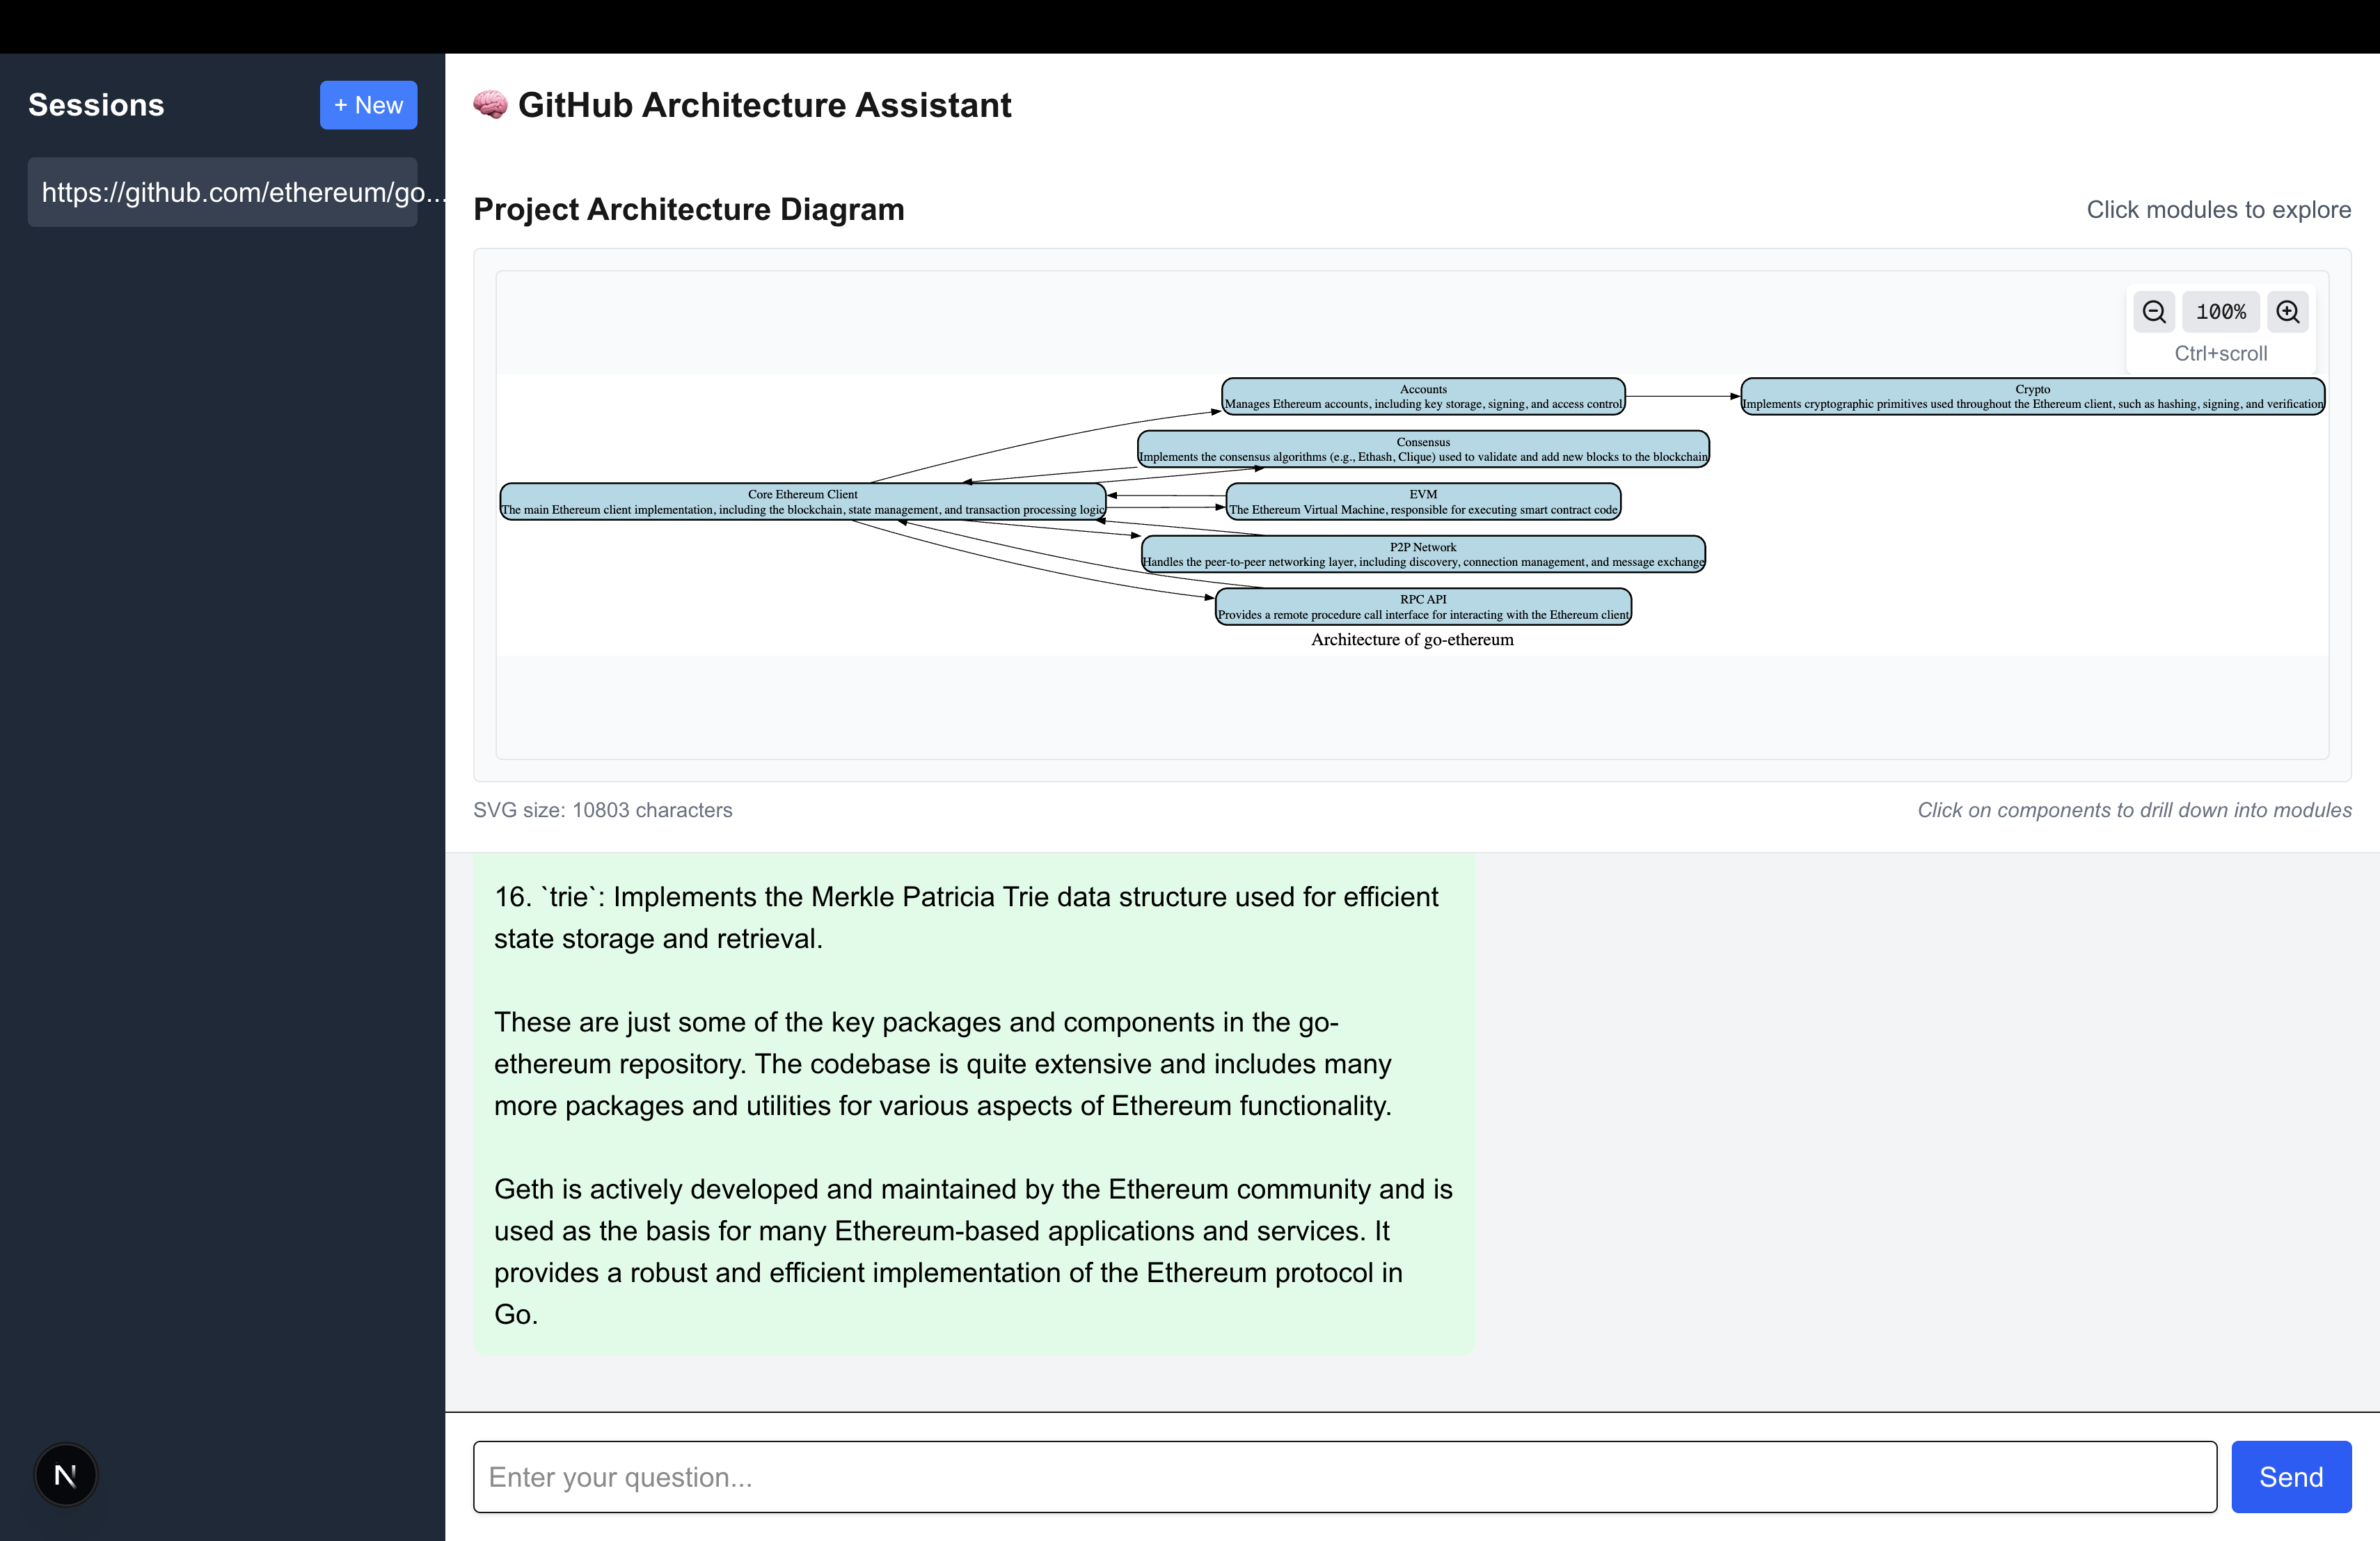 Sessions
+ New
https://github.com/ethereum/go...
🧠 GitHub Architecture Assistant
Project Architecture Diagram
Click modules to explore
100%
Ctrl+scroll
Accounts
Manages Ethereum accounts, including key storage, signing, and access control
Crypto
Implements cryptographic primitives used throughout the Ethereum client, such as hashing, signing, and verification
Consensus
Implements the consensus algorithms (e.g., Ethash, Clique) used to validate and add new blocks to the blockchain
Core Ethereum Client
The main Ethereum client implementation, including the blockchain, state management, and transaction processing logic
EVM
The Ethereum Virtual Machine, responsible for executing smart contract code
P2P Network
Handles the peer-to-peer networking layer, including discovery, connection management, and message exchange
RPC API
Provides a remote procedure call interface for interacting with the Ethereum client
Architecture of go-ethereum
SVG size: 10803 characters
Click on components to drill down into modules
16. `trie`: Implements the Merkle Patricia Trie data structure used for efficient
state storage and retrieval.
These are just some of the key packages and components in the go-
ethereum repository. The codebase is quite extensive and includes many
more packages and utilities for various aspects of Ethereum functionality.
Geth is actively developed and maintained by the Ethereum community and is
used as the basis for many Ethereum-based applications and services. It
provides a robust and efficient implementation of the Ethereum protocol in
Go.
N
Enter your question...
Send